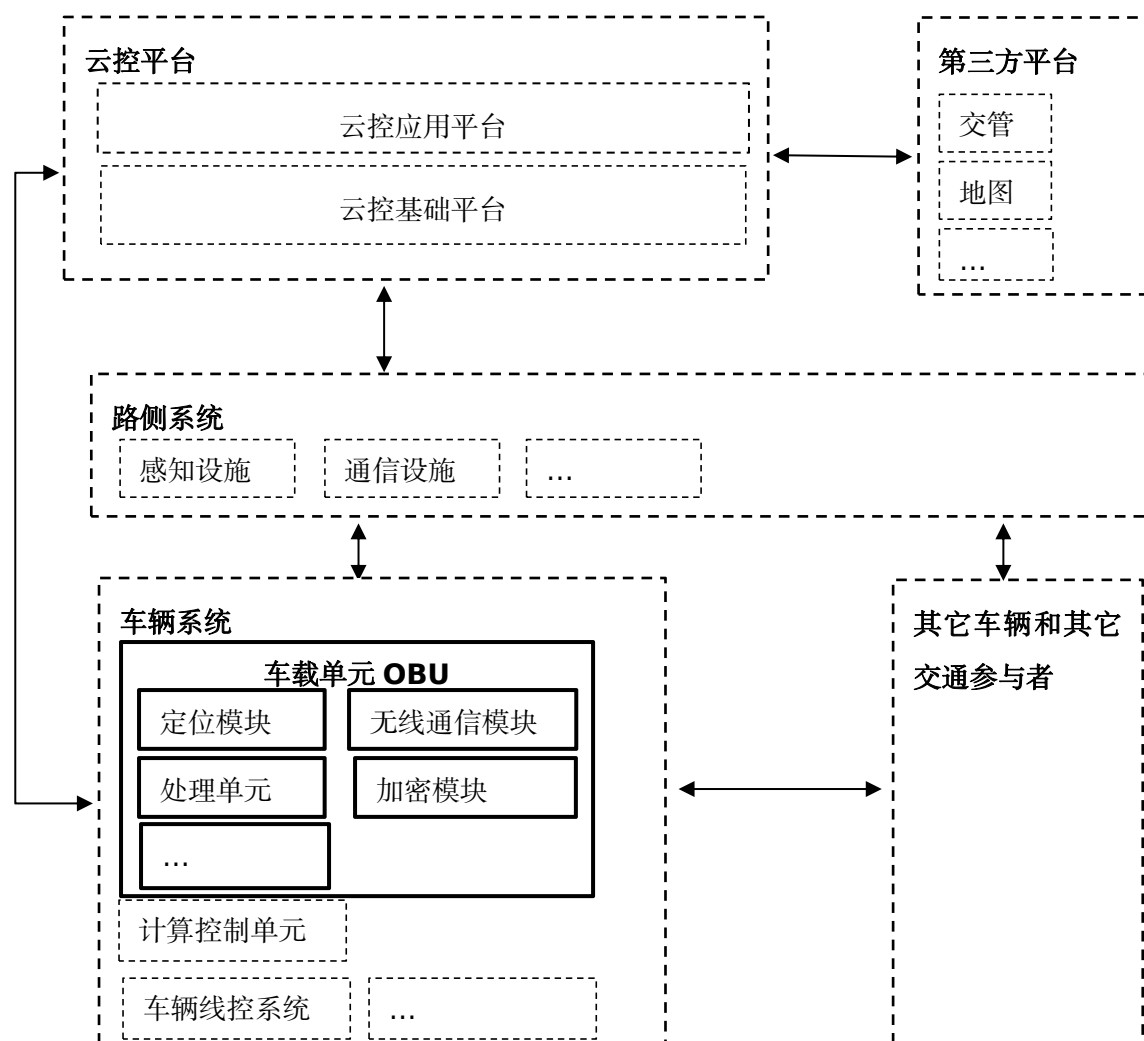 云控平台
云控应用平台
云控基础平台
第三方平台
交管
地图
...
路侧系统
感知设施
通信设施
...
车辆系统
车载单元 OBU
定位模块
无线通信模块
处理单元
加密模块
...
计算控制单元
车辆线控系统
...
其它车辆和其它
交通参与者